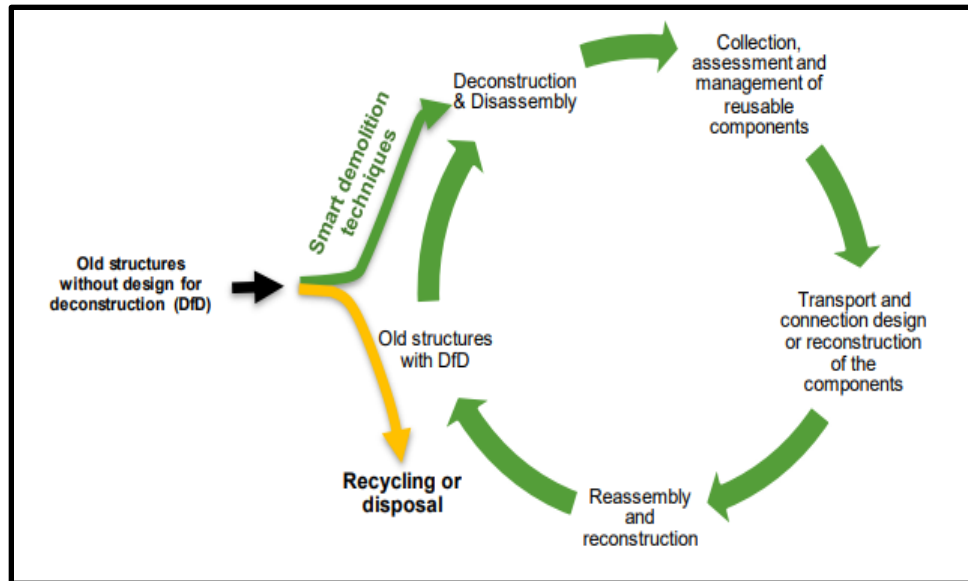 Collection,
assessment and
management of
reusable
components
Deconstruction
& Disassembly
Smart demolition
techniques
Old structures
without design for
deconstruction (DfD)
Transport and
connection design
or reconstruction
of the
components
Old structures
with DfD
Recycling or
disposal
Reassembly
and
reconstruction